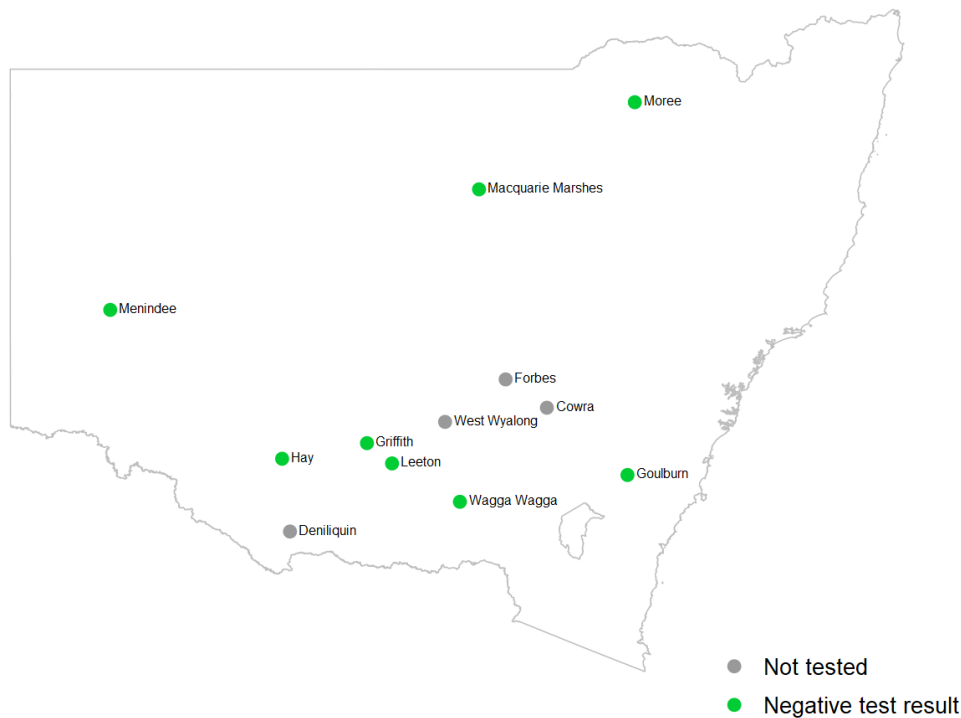 Moree
Macquarie Marshes
Menindee
Forbes
Cowra
West Wyalong
Griffith
Hay
Leeton
Goulburn
Wagga Wagga
Deniliquin
Not tested
Negative test result